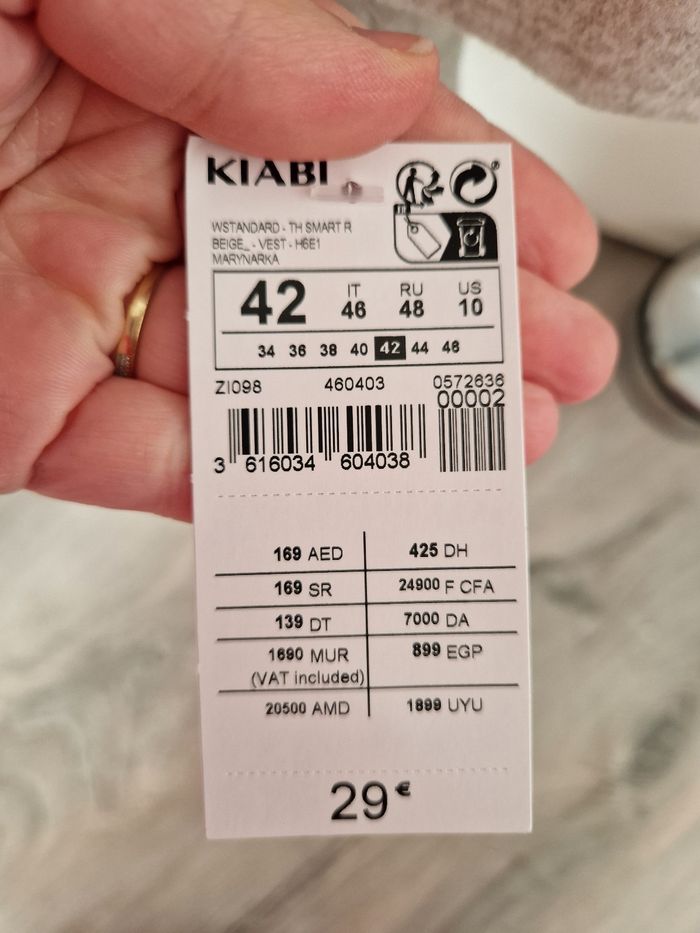 KIABI
WSTANDARD - TH SMART R
BEIGE_ - VEST - H6E1
MARYNARKA
42 IT 46 RU 48 US 10
34 36 38 40 42 44 46
ZI098 460403 0572636
00002
3 616034 604038
169 AED 425 DH
169 SR 24900 F CFA
139 DT 7000 DA
1690 MUR 899 EGP
(VAT included)
20500 AMD 1899 UYU
29€